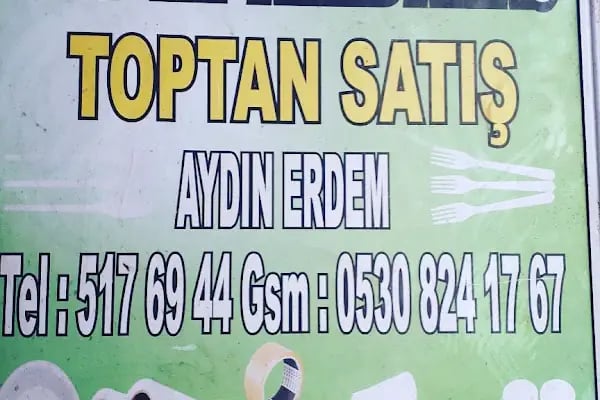 TOPTAN SATIŞ
AYDIN ERDEM
Tel : 517 69 44 Gsm : 0530 824 17 67